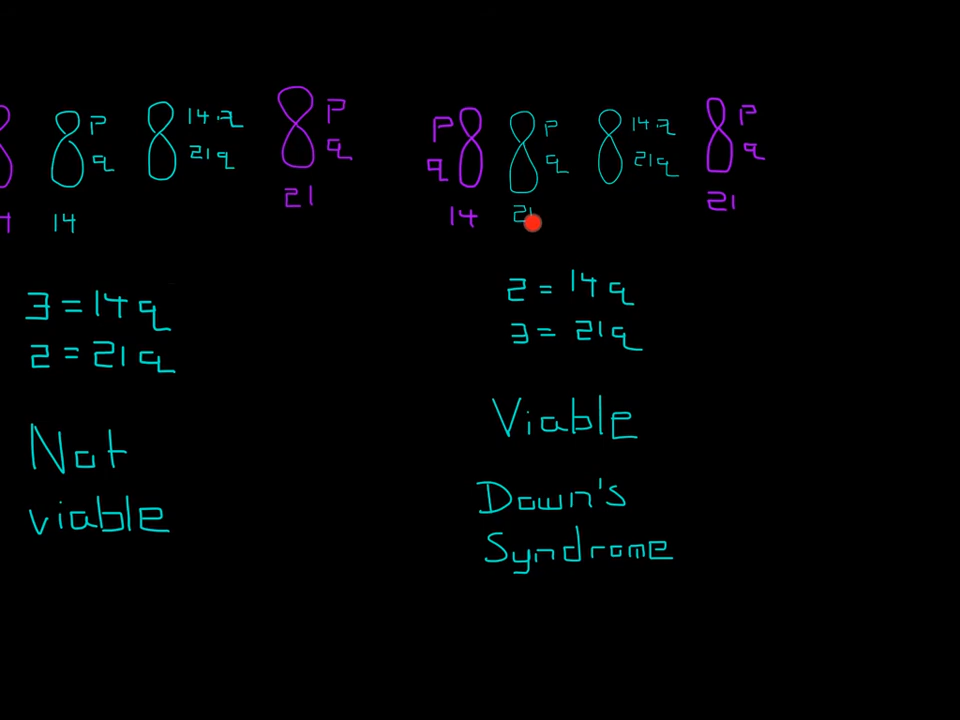 p
q
14q
21q
p
q
21
4
14
p
q
14
p
q
21
14q
21q
p
q
21
3 = 14q
2 = 21q
Not
viable
2 = 14q
3 = 21q
Viable
Down's
Syndrome